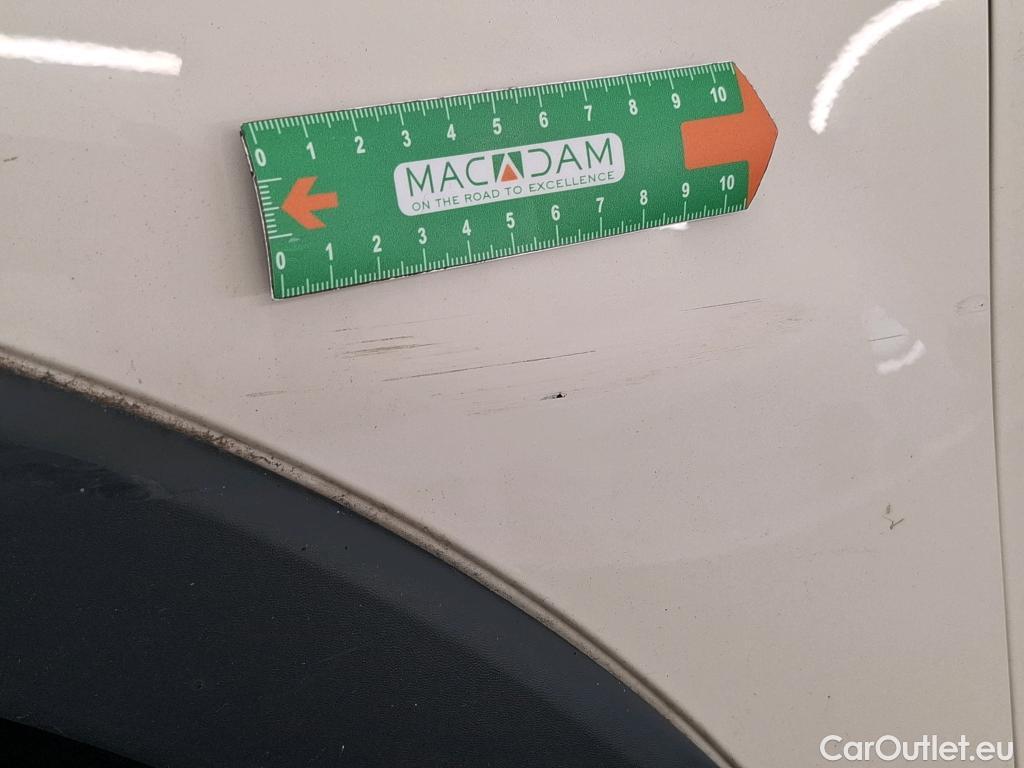 0 1 2 3 4 5 6 7 8 9 10
MACADAM
ON THE ROAD TO EXCELLENCE
0 1 2 3 4 5 6 7 8 9 10
CarOutlet.eu